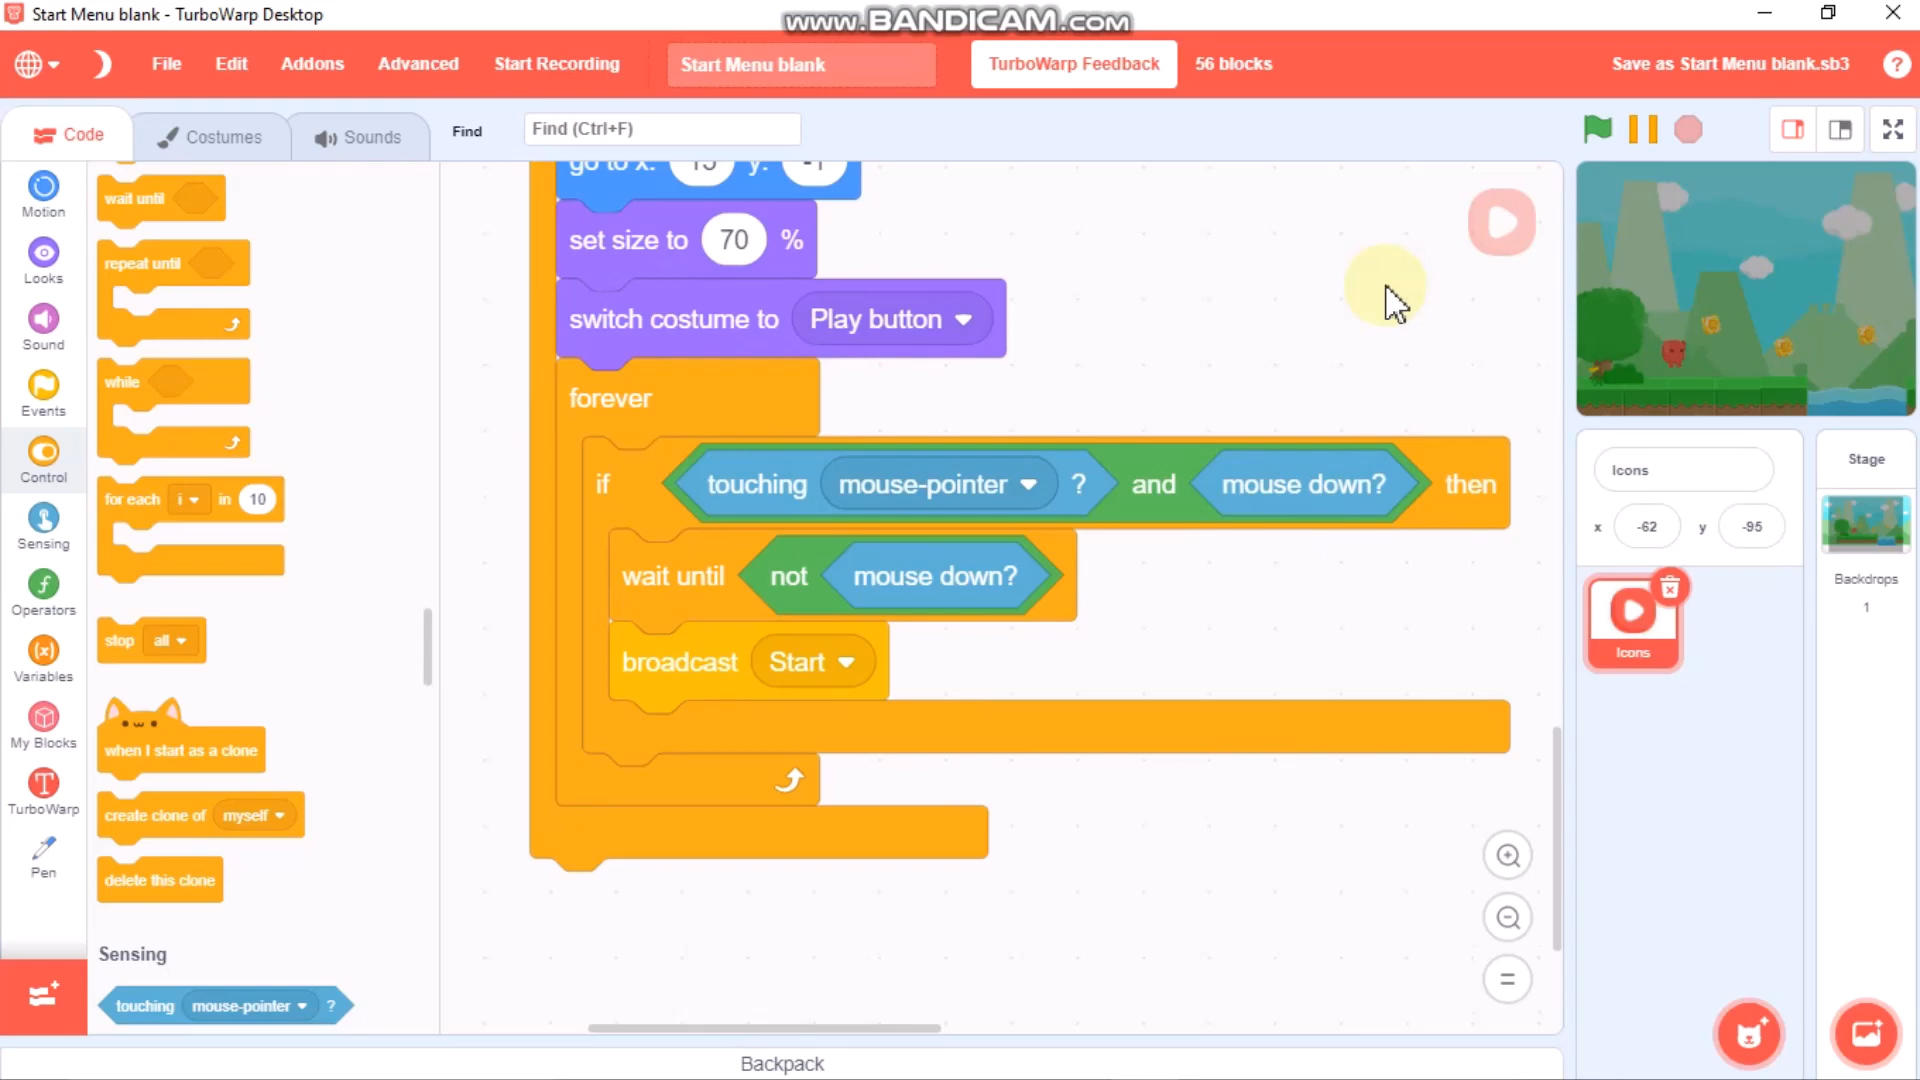 Start Menu blank - TurboWarp Desktop
www.BANDICAM.com
File Edit Addons Advanced Start Recording Start Menu blank TurboWarp Feedback 56 blocks Save as Start Menu blank.sb3 ?
Code Costumes Sounds Find Find (Ctrl+F)
Motion
Looks
Sound
Events
Control
Sensing
Operators
Variables
My Blocks
TurboWarp
Pen
wait until
repeat until
while
for each i in 10
stop all
when I start as a clone
create clone of myself
delete this clone
Sensing
touching mouse-pointer ?
go to x: 15 y: -1
set size to 70 %
switch costume to Play button
forever
if touching mouse-pointer ? and mouse down? then
wait until not mouse down?
broadcast Start
Icons
x -62 y -95
Icons
Stage
Backdrops
1
Backpack